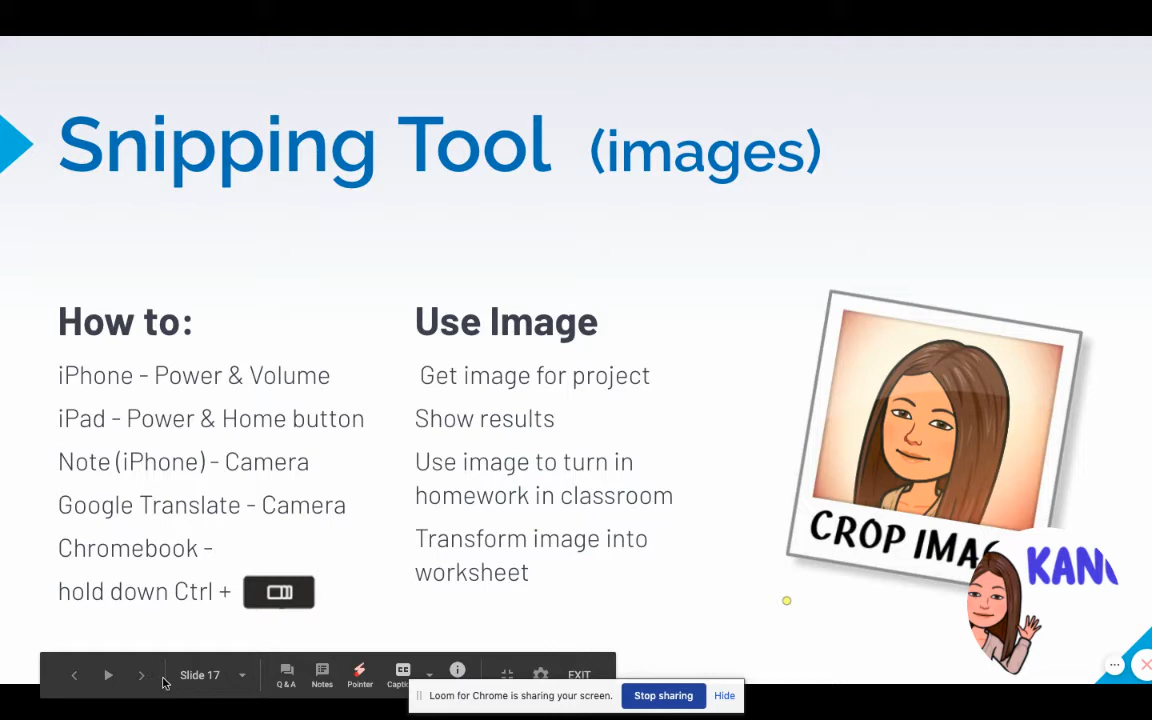 Snipping Tool (images)
How to:
iPhone - Power & Volume
iPad - Power & Home button
Note (iPhone) - Camera
Google Translate - Camera
Chromebook -
hold down Ctrl +
Use Image
Get image for project
Show results
Use image to turn in
homework in classroom
Transform image into
worksheet
CROP IMAG
KAN
Slide 17
Q & A
Notes
Pointer
Captio
EXIT
Loom for Chrome is sharing your screen.
Stop sharing
Hide